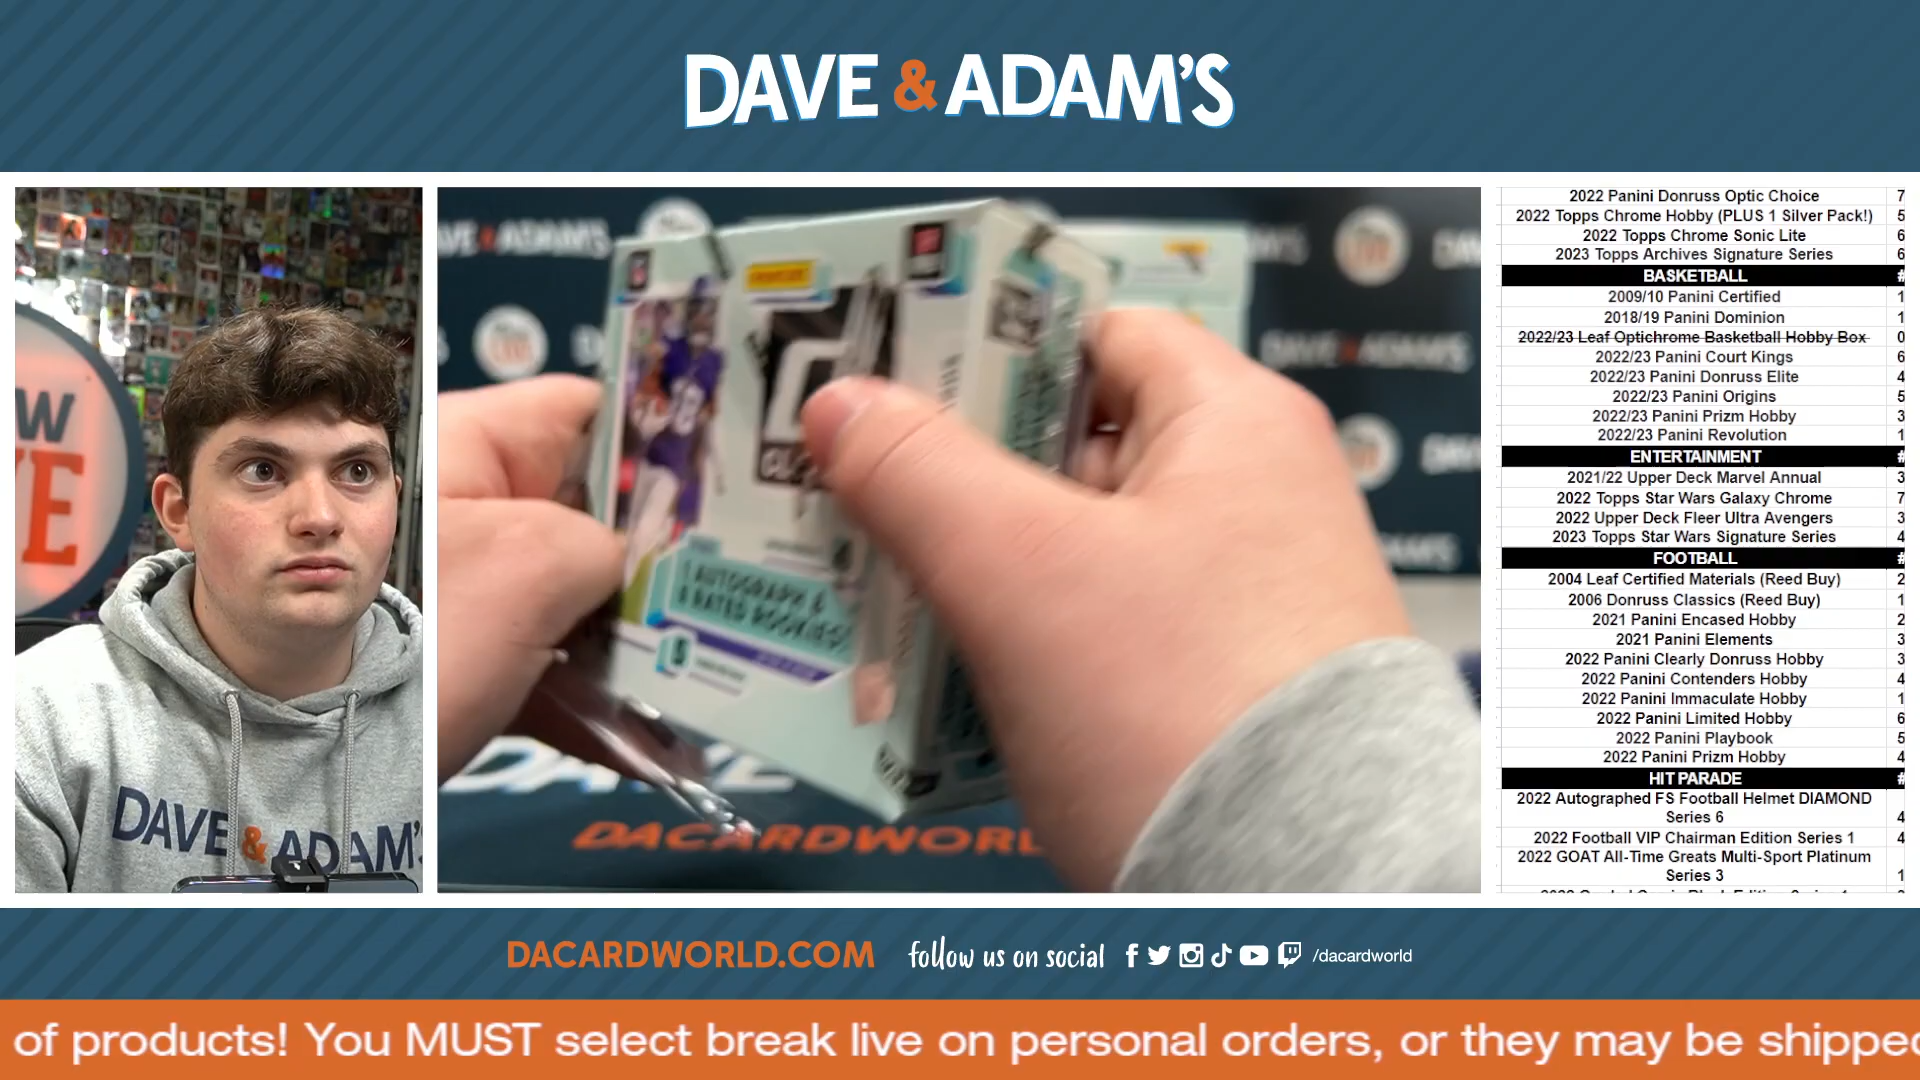 DAVE & ADAM'S
2022 Panini Donruss Optic Choice 7
2022 Topps Chrome Hobby (PLUS 1 Silver Pack!) 5
2022 Topps Chrome Sonic Lite 6
2023 Topps Archives Signature Series 6
BASKETBALL #
2009/10 Panini Certified 1
2018/19 Panini Dominion 1
2022/23 Leaf Optichrome Basketball Hobby Box 0
2022/23 Panini Court Kings 6
2022/23 Panini Donruss Elite 4
2022/23 Panini Origins 5
2022/23 Panini Prizm Hobby 3
2022/23 Panini Revolution 1
ENTERTAINMENT #
2021/22 Upper Deck Marvel Annual 3
2022 Topps Star Wars Galaxy Chrome 7
2022 Upper Deck Fleer Ultra Avengers 3
2023 Topps Star Wars Signature Series 4
FOOTBALL #
2004 Leaf Certified Materials (Reed Buy) 2
2006 Donruss Classics (Reed Buy) 1
2021 Panini Encased Hobby 2
2021 Panini Elements 3
2022 Panini Clearly Donruss Hobby 3
2022 Panini Contenders Hobby 4
2022 Panini Immaculate Hobby 1
2022 Panini Limited Hobby 6
2022 Panini Playbook 5
2022 Panini Prizm Hobby 4
HIT PARADE #
2022 Autographed FS Football Helmet DIAMOND
Series 6 4
2022 Football VIP Chairman Edition Series 1 4
2022 GOAT All-Time Greats Multi-Sport Platinum
Series 3 1
1 AUTOGRAPH &
8 RATED ROOKIES!
DACARDWORL
DAVE & ADAM'S
DACARDWORLD.COM follow us on social /dacardworld
of products! You MUST select break live on personal orders, or they may be shipped